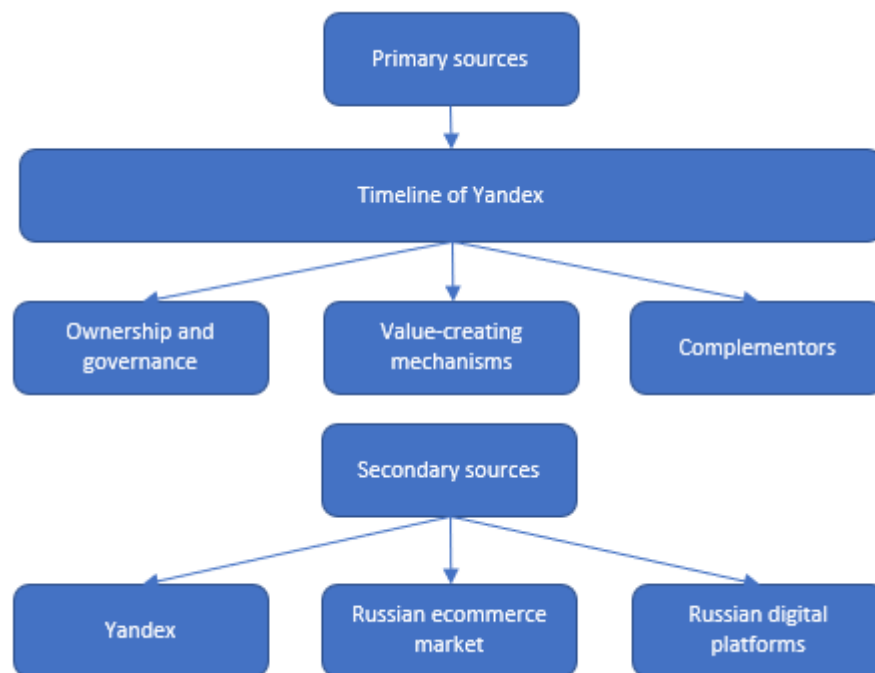 Primary sources
Timeline of Yandex
Ownership and
governance
Value-creating
mechanisms
Complementors
Secondary sources
Yandex
Russian ecommerce
market
Russian digital
platforms